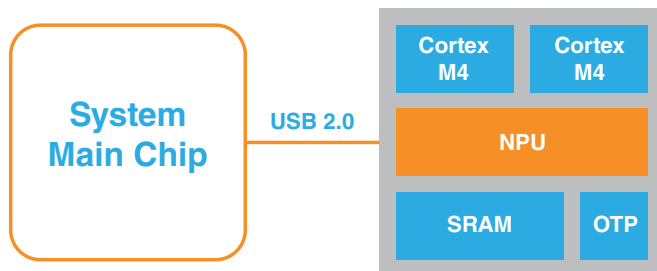 System
Main Chip
USB 2.0
Cortex
M4
Cortex
M4
NPU
SRAM
OTP